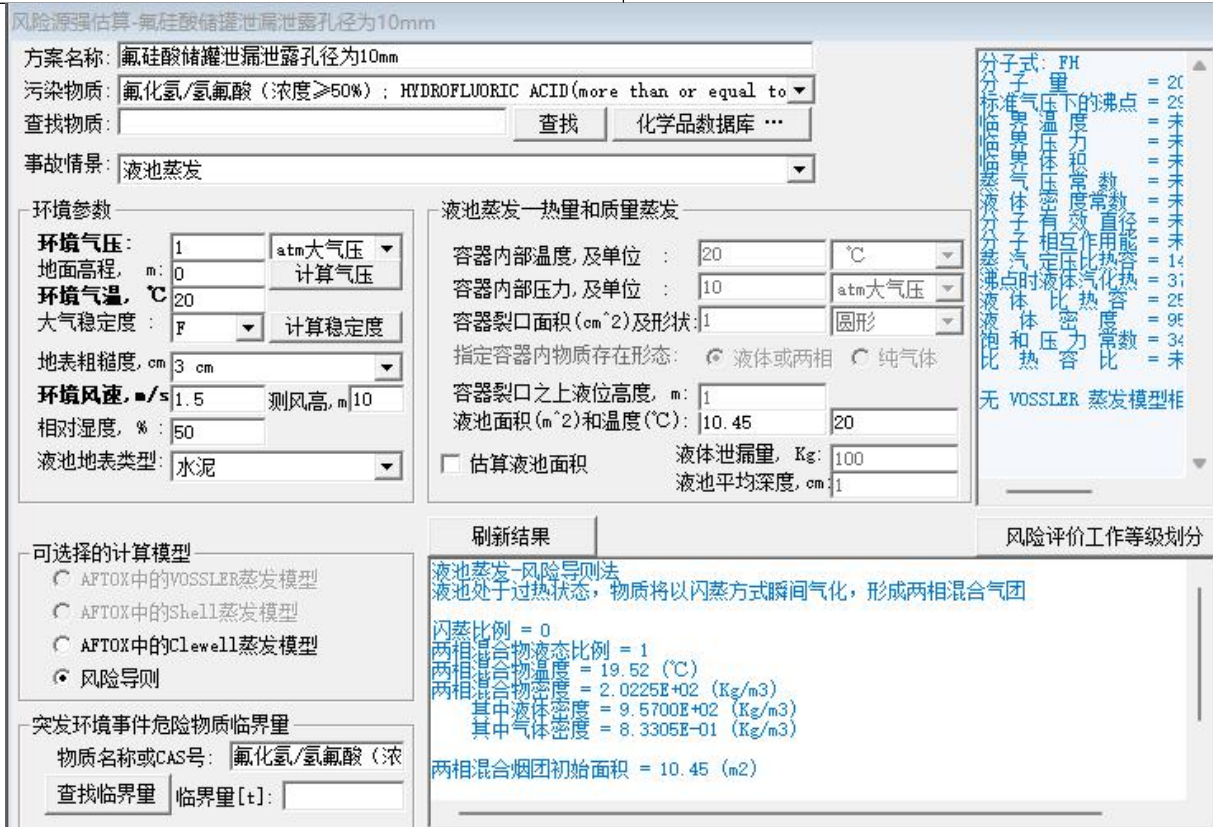 风险源强估算-氟硅酸储罐泄漏泄露孔径为10mm
方案名称: 氟硅酸储罐泄漏泄露孔径为10mm
污染物质: 氟化氢/氢氟酸（浓度≥50%）; HYDROFLUORIC ACID(more than or equal to
查找物质: 查找 化学品数据库 …
事故情景: 液池蒸发
环境参数
环境气压: 1 atm大气压
地面高程, m: 0 计算气压
环境气温, ℃ 20
大气稳定度 : F 计算稳定度
地表粗糙度, cm 3 cm
环境风速, m/s 1.5 测风高, m 10
相对湿度, % : 50
液池地表类型: 水泥
液池蒸发—热量和质量蒸发
容器内部温度, 及单位 : 20 ℃
容器内部压力, 及单位 : 10 atm大气压
容器裂口面积(cm^2)及形状: 1 圆形
指定容器内物质存在形态: 液体或两相 纯气体
容器裂口之上液位高度, m: 1
液池面积(m^2)和温度(℃): 10.45 20
估算液池面积 液体泄漏量, Kg: 100
液池平均深度, cm: 1
分子式: FH
分 子 量 = 20
标准气压下的沸点 = 29
临 界 温 度 = 未
临 界 压 力 = 未
临 界 体 积 = 未
蒸 气 压 常 数 = 未
液 体 密 度常数 = 未
分 子 有 效 直径 = 未
分 子 相互作用能 = 未
蒸 汽 定压比热容 = 14
沸点时液体汽化热 = 37
液 体 比 热 容 = 25
液 体 密 度 = 95
饱 和 压 力 常数 = 34
比 热 容 比 = 未
无 VOSSLER 蒸发模型相
刷新结果
风险评价工作等级划分
可选择的计算模型
AFTOX中的VOSSLER蒸发模型
AFTOX中的Shell蒸发模型
AFTOX中的Clewell蒸发模型
风险导则
突发环境事件危险物质临界量
物质名称或CAS号: 氟化氢/氢氟酸（浓
查找临界量 临界量[t]:
液池蒸发-风险导则法
液池处于过热状态，物质将以闪蒸方式瞬间气化，形成两相混合气团
闪蒸比例 = 0
两相混合物液态比例 = 1
两相混合物温度 = 19.52 (℃)
两相混合物密度 = 2.0225E+02 (Kg/m3)
其中液体密度 = 9.5700E+02 (Kg/m3)
其中气体密度 = 8.3305E-01 (Kg/m3)
两相混合烟团初始面积 = 10.45 (m2)